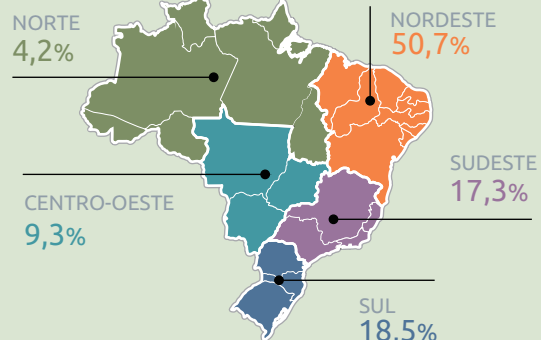 NORTE
4,2%
NORDESTE
50,7%
SUDESTE
17,3%
CENTRO-OESTE
9,3%
SUL
18,5%